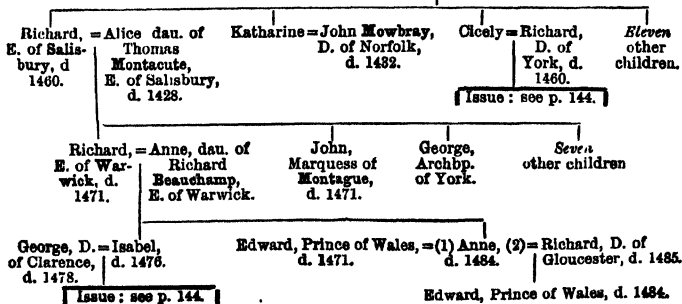 Richard, = Alice dau. of Katharine = John Mowbray, Cicely = Richard, Eleven
E. of Salis- Thomas D. of Norfolk, D. of other
bury, d Montacute, d. 1432. York, d. children.
1460. E. of Salisbury, 1460.
d. 1428. Issue: see p. 144.
Richard, = Anne, dau. of John, George, Seven
E. of War- Richard Marquess of Archbp. other children
wick, d. Beauchamp, Montague, of York.
1471. E. of Warwick. d. 1471.
George, D. = Isabel, Edward, Prince of Wales, = (1) Anne, (2) = Richard, D. of
of Clarence, d. 1476. d. 1471. d. 1484. Gloucester, d. 1485.
d. 1478.
Issue: see p. 144. Edward, Prince of Wales, d. 1484.